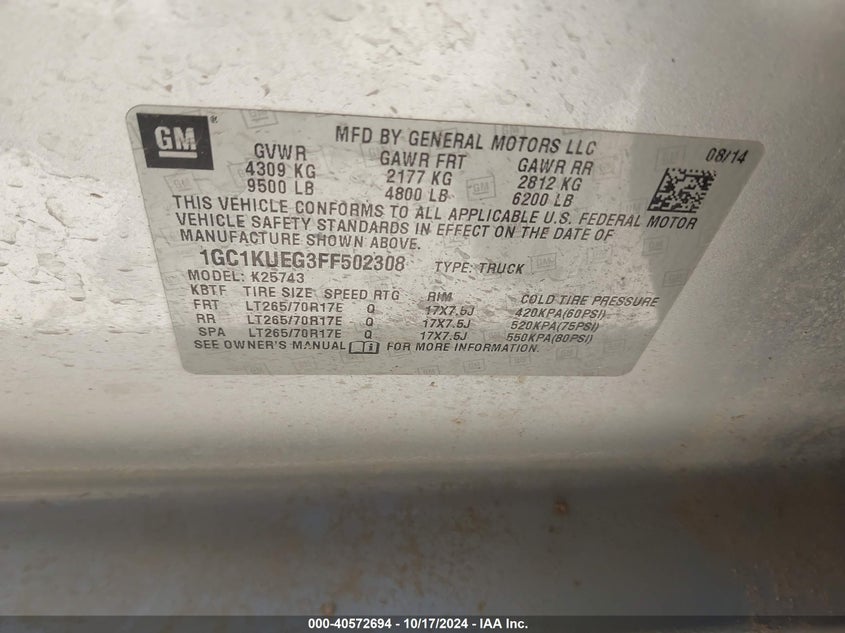 GM ®
MFD BY GENERAL MOTORS LLC
GVWR GAWR FRT GAWR RR 08/14
4309 KG 2177 KG 2812 KG
9500 LB 4800 LB 6200 LB
THIS VEHICLE CONFORMS TO ALL APPLICABLE U.S. FEDERAL MOTOR
VEHICLE SAFETY STANDARDS IN EFFECT ON THE DATE OF
MANUFACTURE SHOWN ABOVE.
1GC1KUEG3FF502308 TYPE: TRUCK
MODEL: K25743
KBTF TIRE SIZE SPEED RTG RIM COLD TIRE PRESSURE
FRT LT265/70R17E Q 17X7.5J 420KPA(60PSI)
RR LT265/70R17E Q 17X7.5J 520KPA(75PSI)
SPA LT265/70R17E Q 17X7.5J 550KPA(80PSI)
SEE OWNER'S MANUAL FOR MORE INFORMATION.
000-40572694 - 10/17/2024 - IAA Inc.